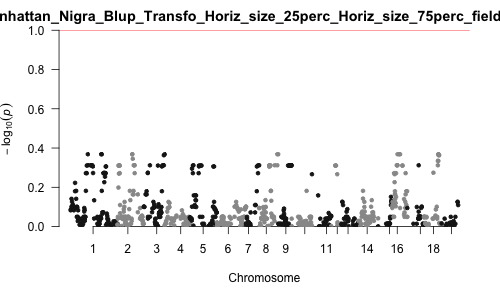 nhattan_Nigra_Blup_Transfo_Horiz_size_25perc_Horiz_size_75perc_field
1.0
0.8
0.6
0.4
0.2
0.0
− log10(p)
1 2 3 4 5 6 7 8 9 11 14 16 18
Chromosome